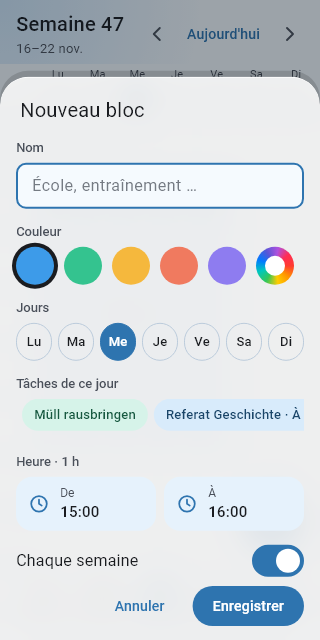 Semaine 47
Aujourd'hui
16–22 nov.
Lu Ma Me Je Ve Sa Di
Nouveau bloc
Nom
École, entraînement …
Couleur
Jours
Lu Ma Me Je Ve Sa Di
Tâches de ce jour
Müll rausbringen
Referat Geschichte · À
Heure · 1 h
De
15:00
À
16:00
Chaque semaine
Annuler
Enregistrer